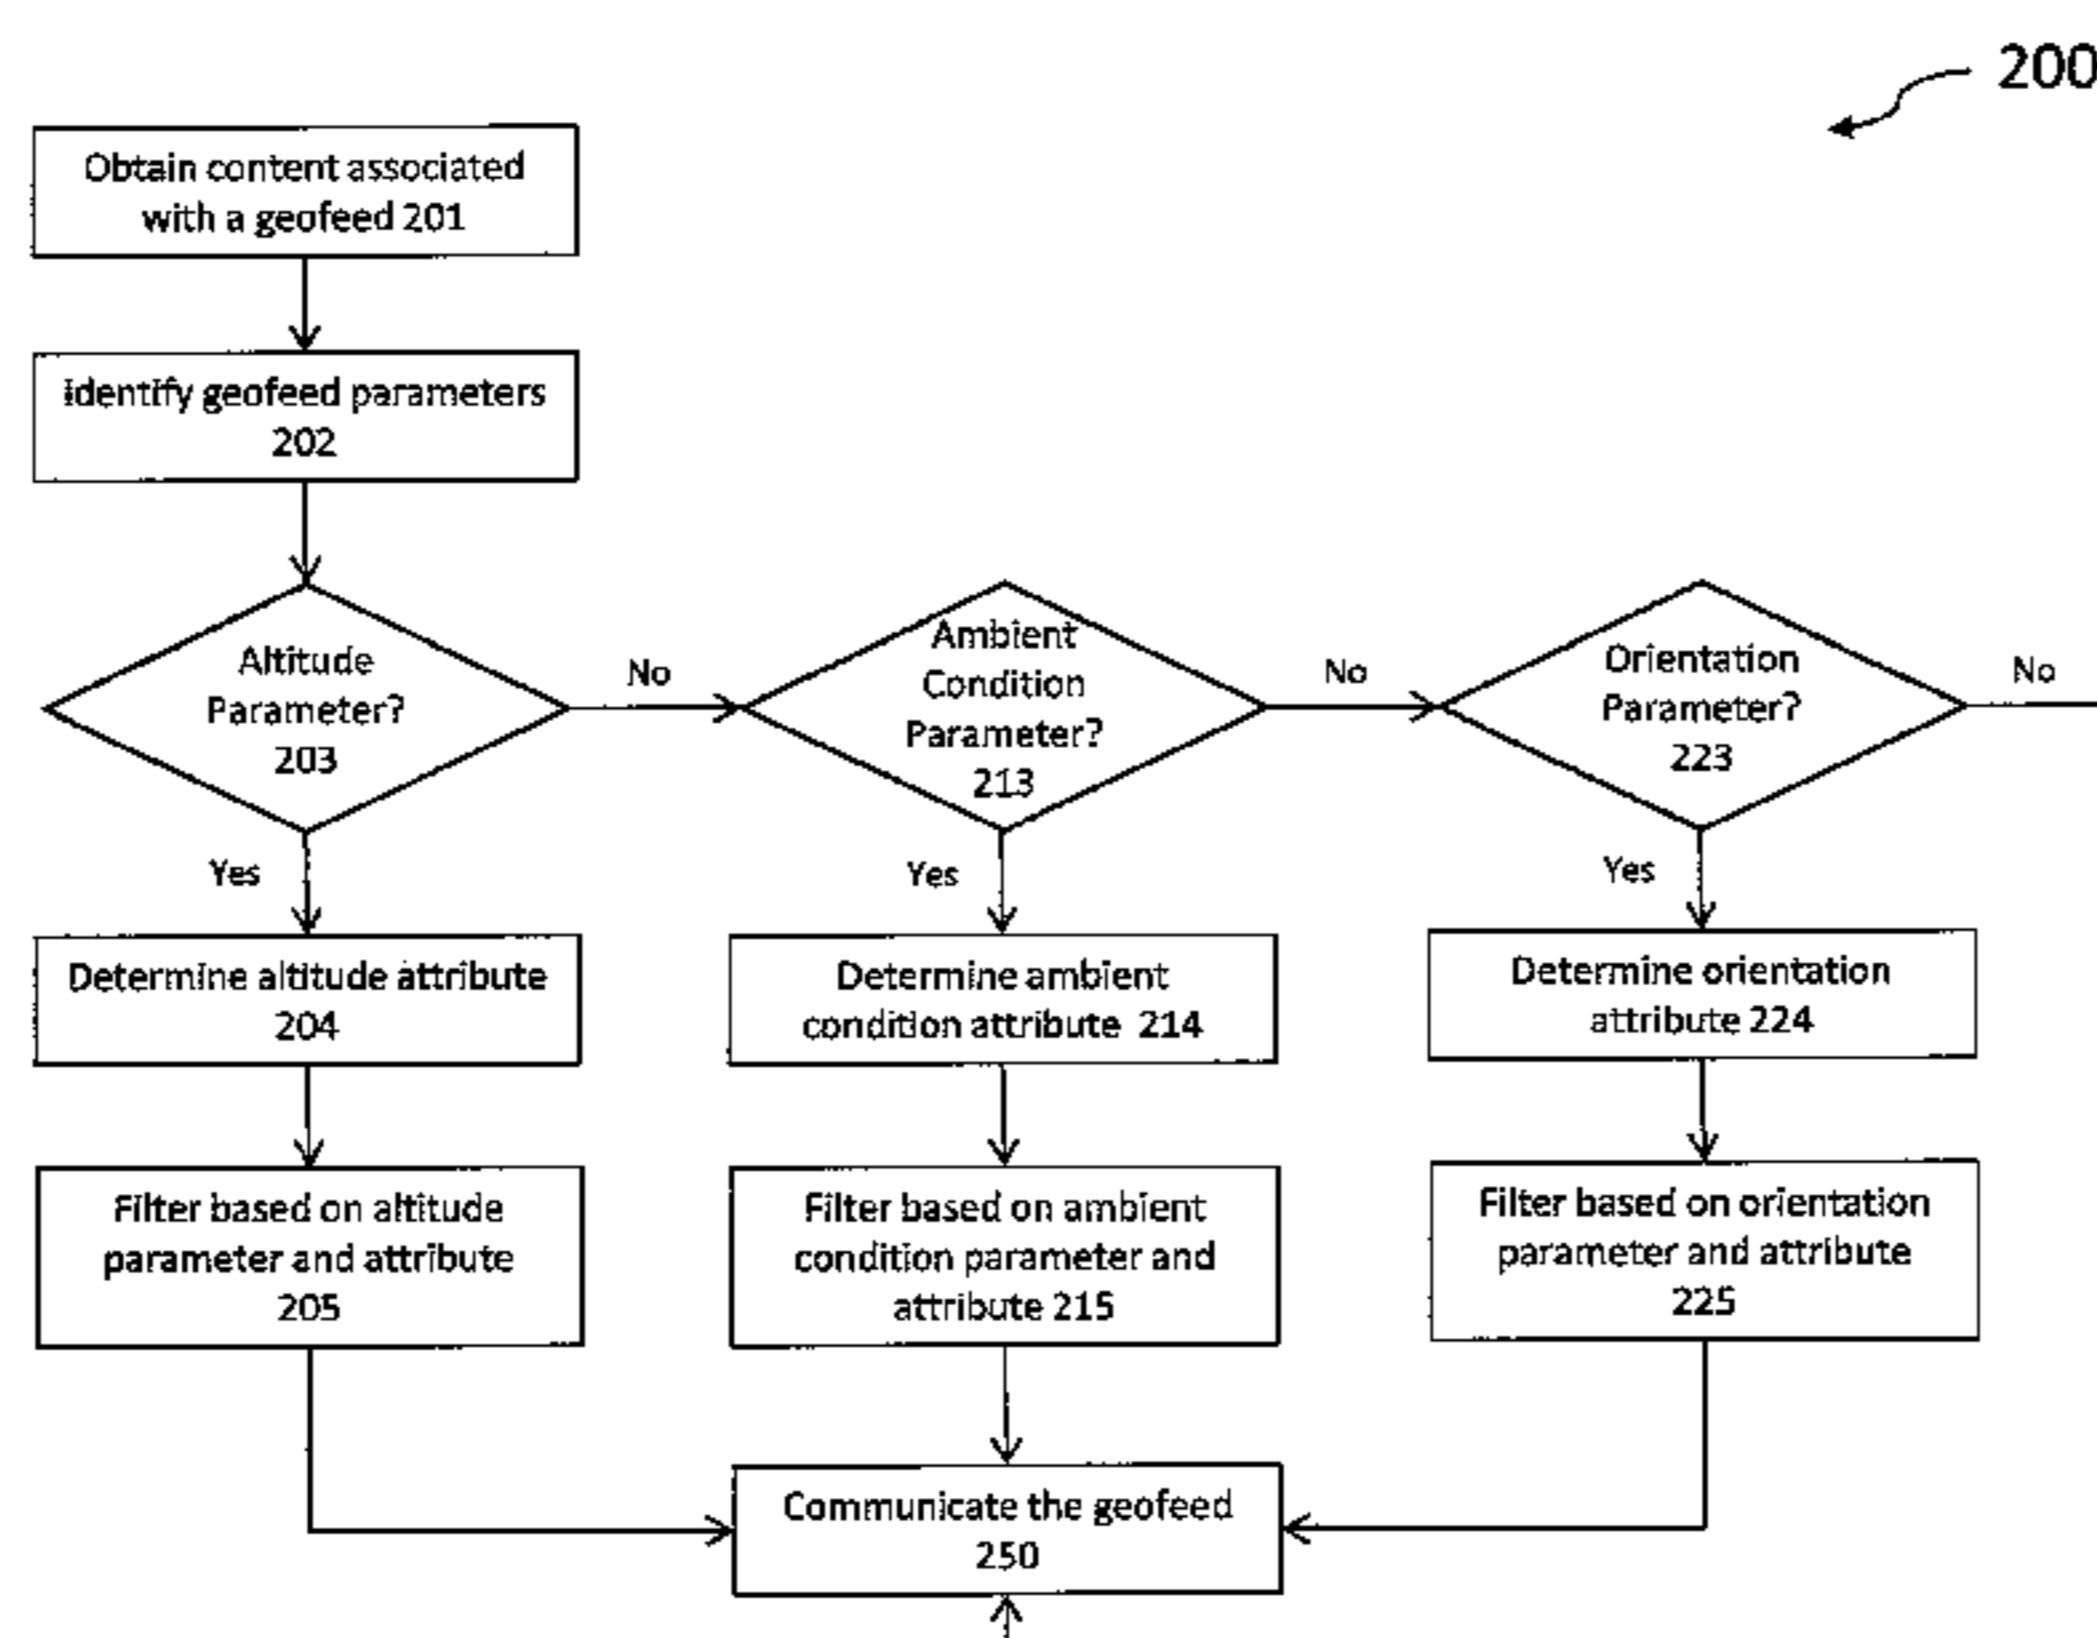 200
Obtain content associated
with a geofeed 201
Identify geofeed parameters
202
Altitude
Parameter?
203
No
Ambient
Condition
Parameter?
213
No
Orientation
Parameter?
223
No
Yes
Yes
Yes
Determine altitude attribute
204
Determine ambient
condition attribute 214
Determine orientation
attribute 224
Filter based on altitude
parameter and attribute
205
Filter based on ambient
condition parameter and
attribute 215
Filter based on orientation
parameter and attribute
225
Communicate the geofeed
250